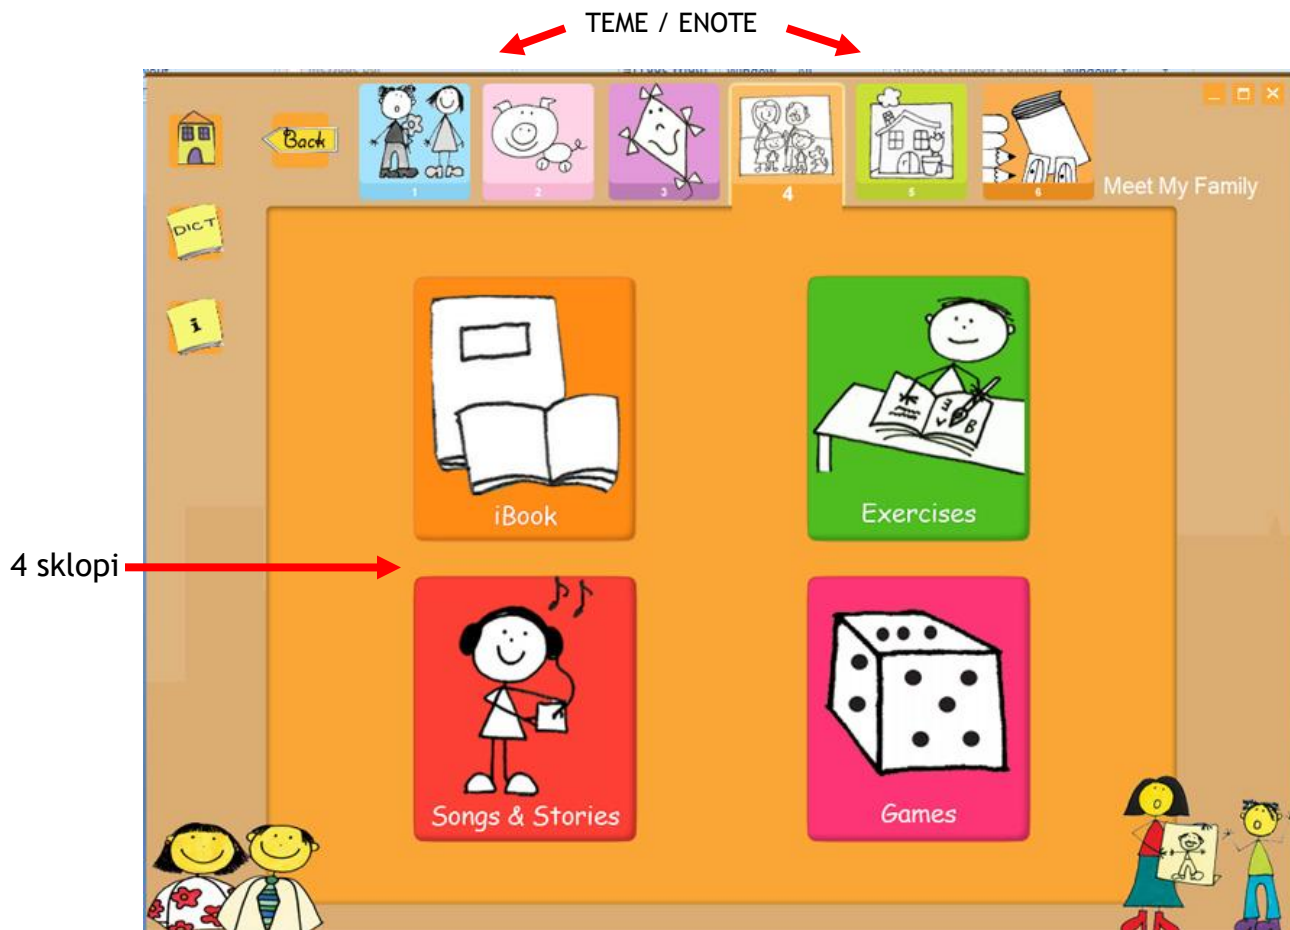 TEME / ENOTE
Back
1
2
3
4
5
6
Meet My Family
DICT
i
iBook
Exercises
4 sklopi
Songs & Stories
Games